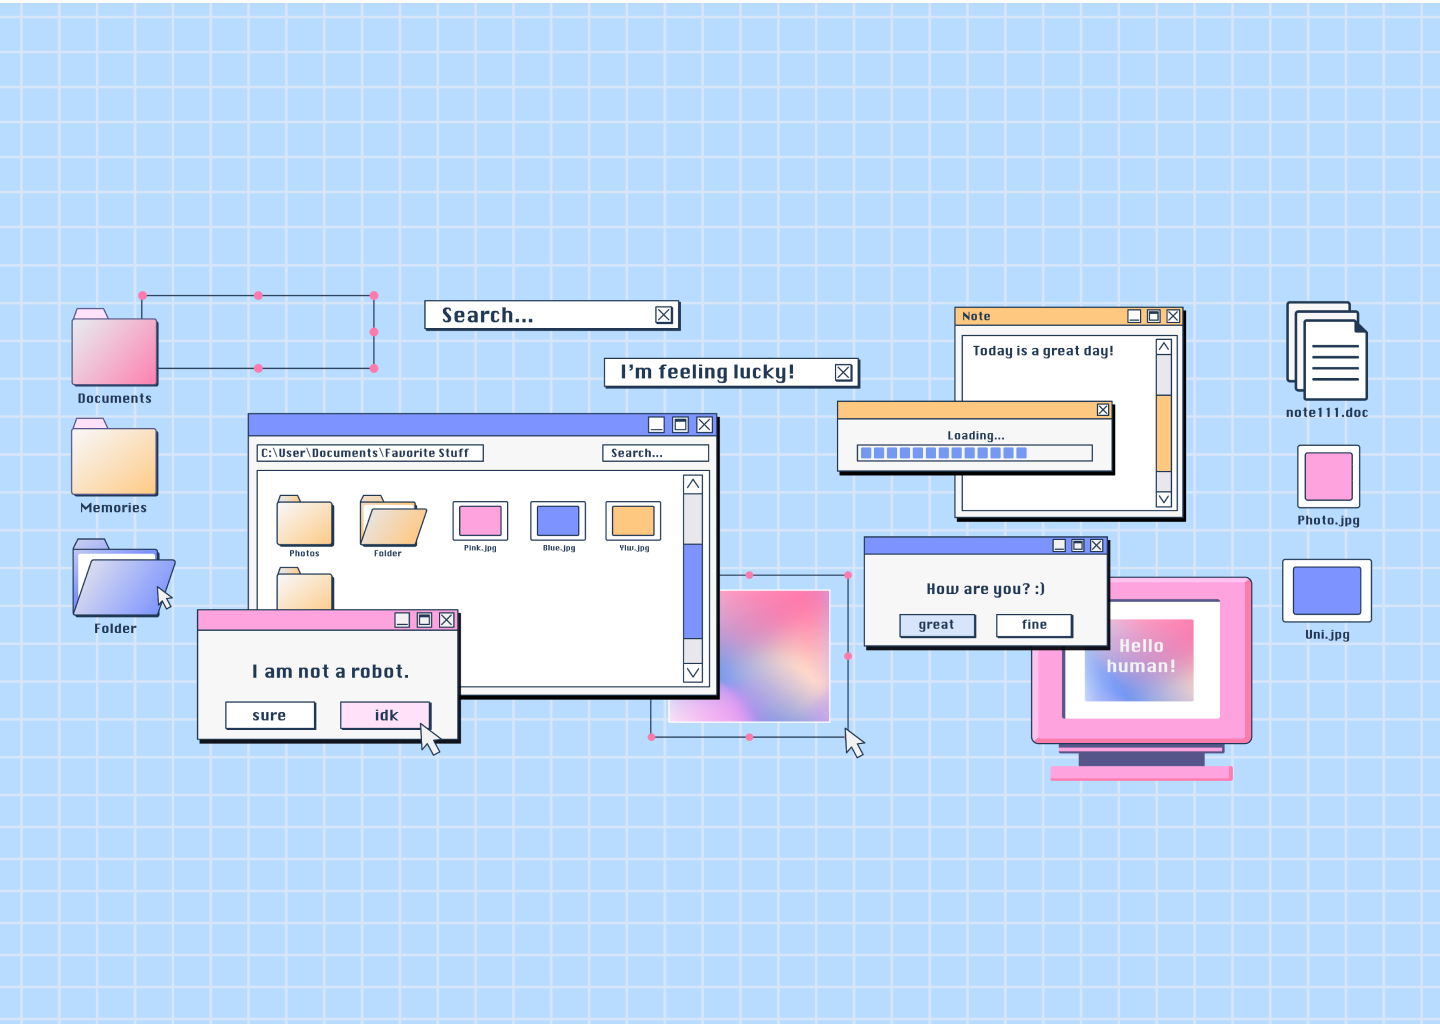 Documents
Memories
Folder
Search...
I'm feeling lucky!
C:\User\Documents\Favorite Stuff
Search...
Photos
Folder
Pink.jpg
Blue.jpg
Ylw.jpg
I am not a robot.
sure
idk
Note
Today is a great day!
Loading...
How are you? :)
great
fine
Hello
human!
note111.doc
Photo.jpg
Uni.jpg